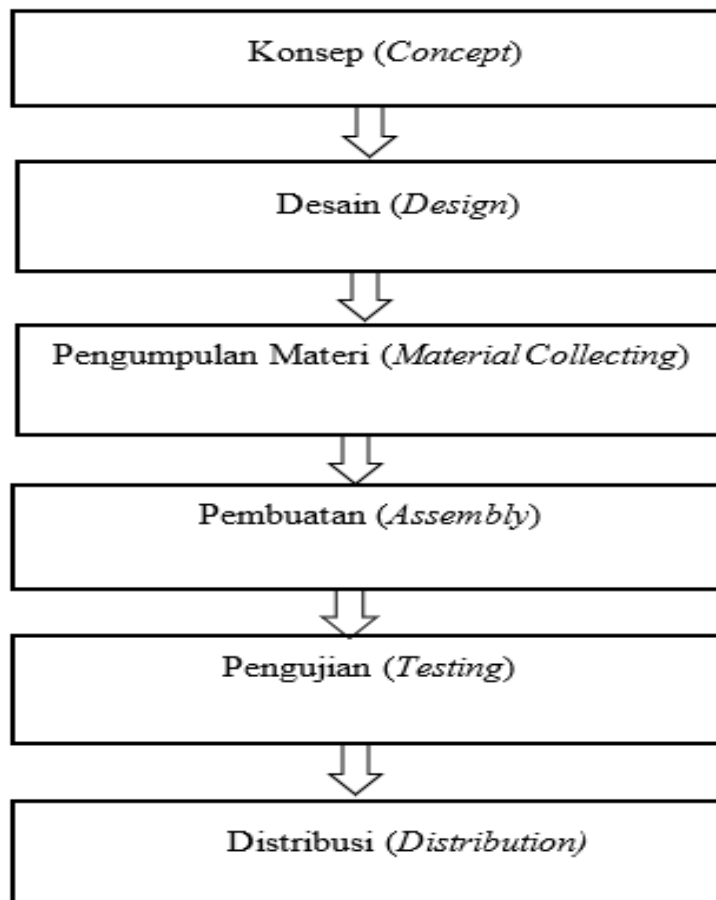 Konsep (Concept)
Desain (Design)
Pengumpulan Materi (Material Collecting)
Pembuatan (Assembly)
Pengujian (Testing)
Distribusi (Distribution)